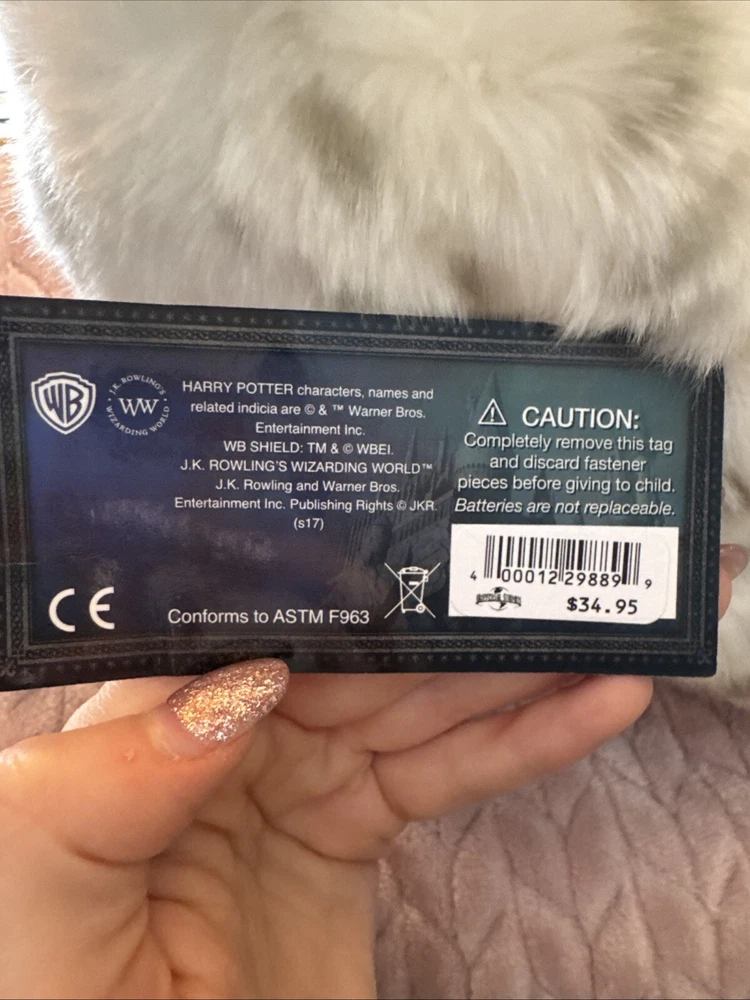 WB
J.K. ROWLING'S
WW
WIZARDING WORLD
HARRY POTTER characters, names and
related indicia are © & ™ Warner Bros.
Entertainment Inc.
WB SHIELD: TM & © WBEI.
J.K. ROWLING'S WIZARDING WORLD™
J.K. Rowling and Warner Bros.
Entertainment Inc. Publishing Rights © JKR.
(s17)
CE
Conforms to ASTM F963
CAUTION:
Completely remove this tag
and discard fastener
pieces before giving to child.
Batteries are not replaceable.
4 00012 29889 9
$34.95